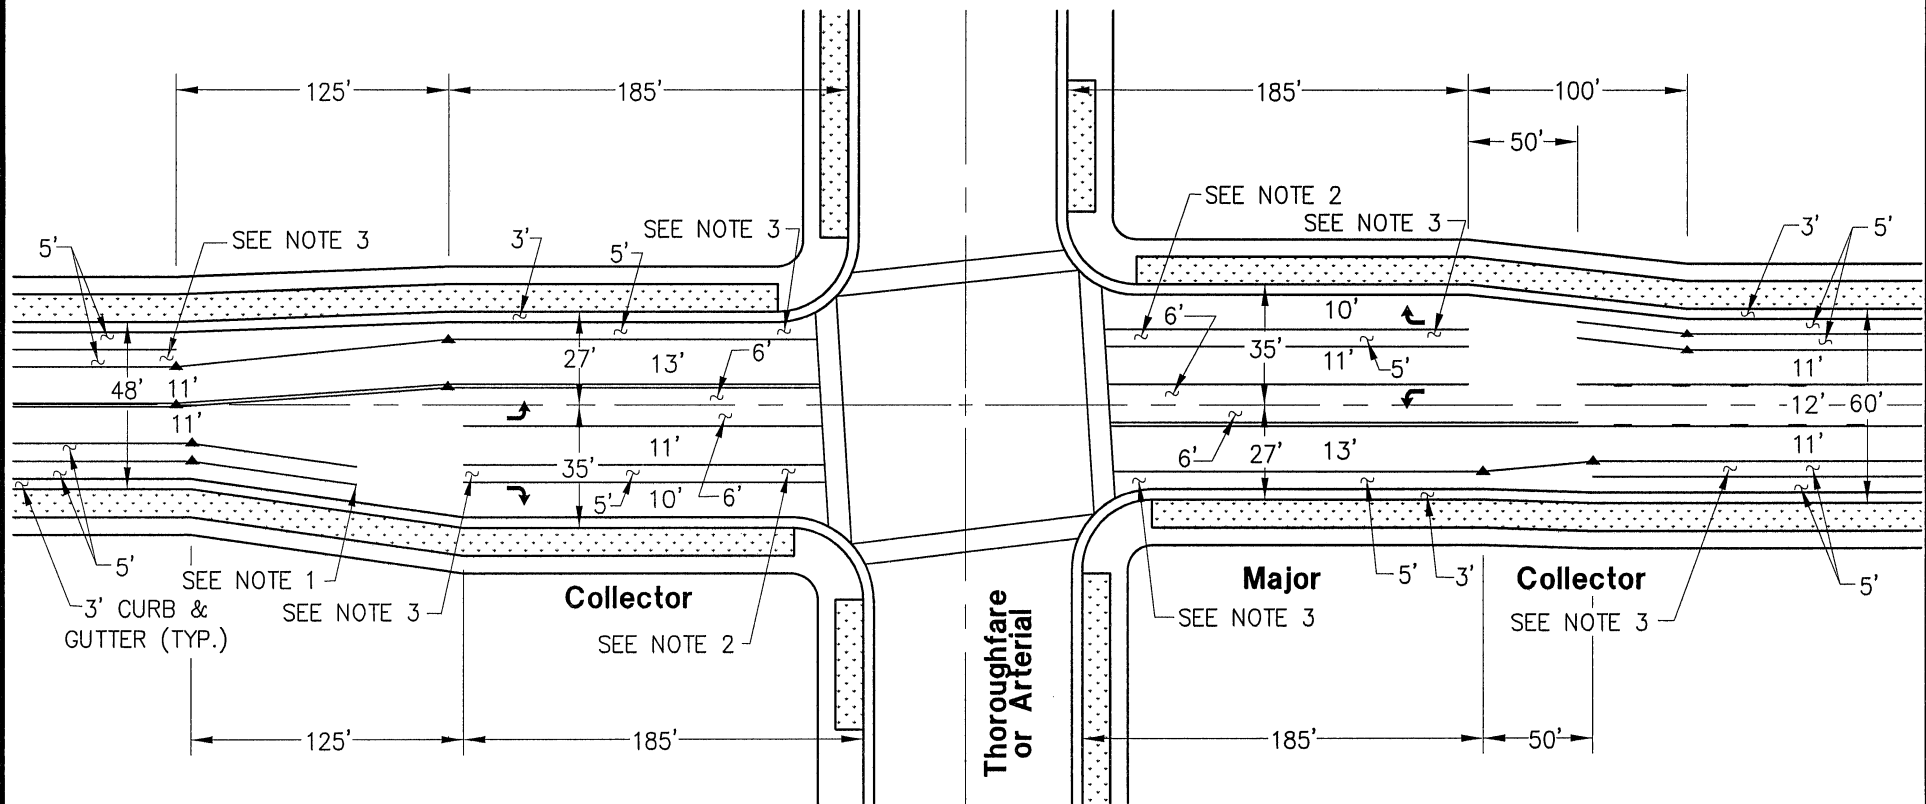 125'
185'
185'
100'
50'
SEE NOTE 2
5'
SEE NOTE 3
3'
5'
SEE NOTE 3
SEE NOTE 3
3'
5'
48'
11'
11'
27'
13'
6'
35'
11'
5'
10'
6'
6'
10'
35'
11'
5'
6'
27'
13'
11'
12'
60'
11'
5'
SEE NOTE 1
3' CURB &
GUTTER (TYP.)
SEE NOTE 3
Collector
SEE NOTE 2
Thoroughfare
or Arterial
Major
5'
3'
Collector
5'
SEE NOTE 3
SEE NOTE 3
125'
185'
185'
50'